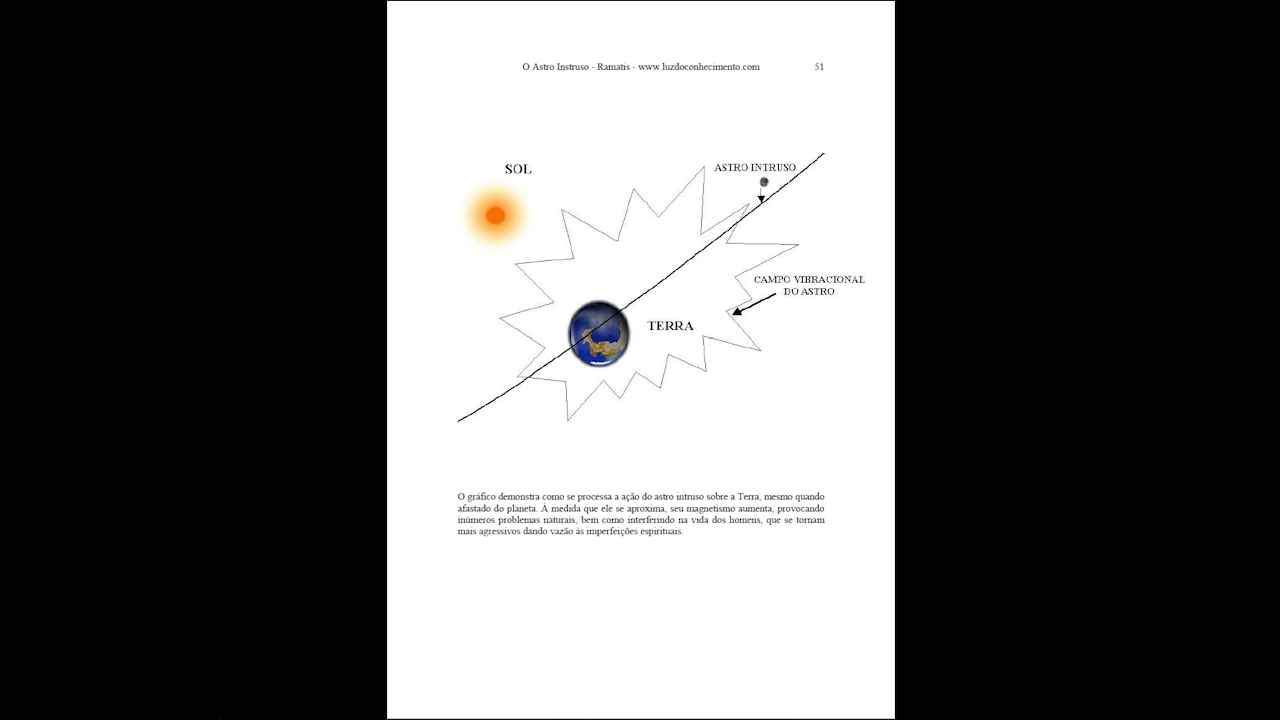 O Astro Instruso - Ramatis - www.luzdoconhecimento.com 51
SOL
ASTRO INTRUSO
CAMPO VIBRACIONAL
DO ASTRO
TERRA
O gráfico demonstra como se processa a ação do astro intruso sobre a Terra, mesmo quando
afastado do planeta. À medida que ele se aproxima, seu magnetismo aumenta, provocando
inúmeros problemas naturais, bem como interferindo na vida dos homens, que se tornam
mais agressivos dando vazão às imperfeições espirituais.